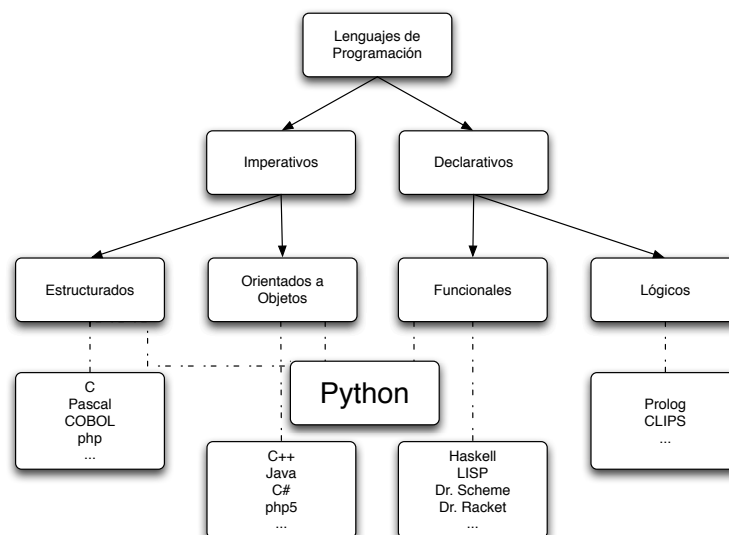 Lenguajes de
Programación
Imperativos
Declarativos
Estructurados
Orientados a
Objetos
Funcionales
Lógicos
Python
C
Pascal
COBOL
php
...
C++
Java
C#
php5
...
Haskell
LISP
Dr. Scheme
Dr. Racket
...
Prolog
CLIPS
...